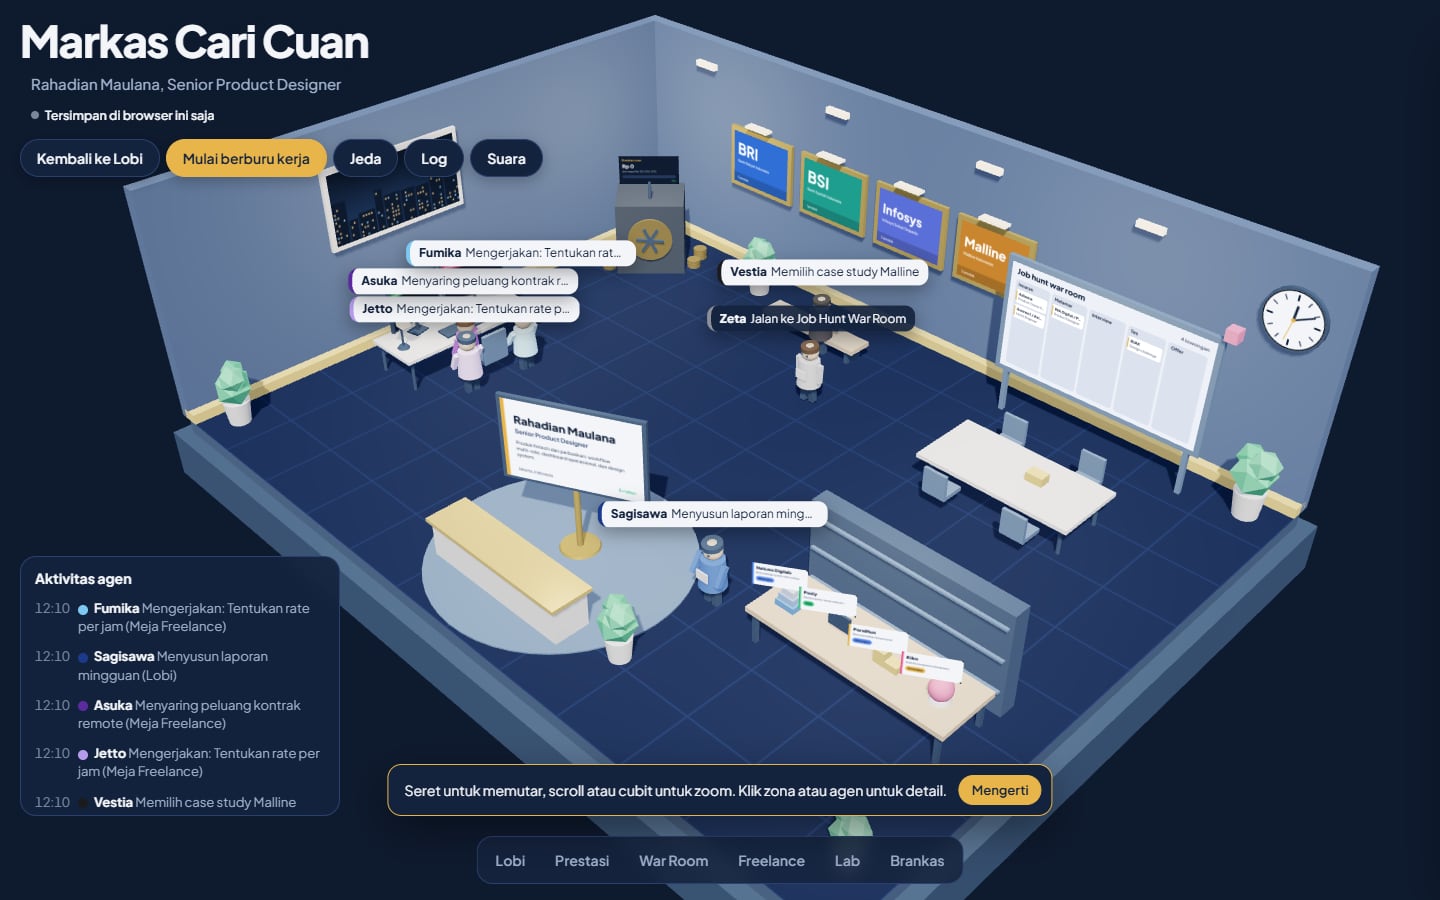 Markas Cari Cuan
Rahadian Maulana, Senior Product Designer
Tersimpan di browser ini saja
Kembali ke Lobi
Mulai berburu kerja
Jeda
Log
Suara
BRI
BSI
Infosys
Malline
Rp 0
Fumika Mengerjakan: Tentukan rat...
Asuka Menyaring peluang kontrak r...
Jetto Mengerjakan: Tentukan rate p...
Vestia Memilih case study Malline
Zeta Jalan ke Job Hunt War Room
Job hunt war room
Interview
Offer
Rahadian Maulana
Senior Product Designer
Sagisawa Menyusun laporan ming...
Aktivitas agen
12:10 Fumika Mengerjakan: Tentukan rate
per jam (Meja Freelance)
12:10 Sagisawa Menyusun laporan
mingguan (Lobi)
12:10 Asuka Menyaring peluang kontrak
remote (Meja Freelance)
12:10 Jetto Mengerjakan: Tentukan rate per
jam (Meja Freelance)
12:10 Vestia Memilih case study Malline
Seret untuk memutar, scroll atau cubit untuk zoom. Klik zona atau agen untuk detail.
Mengerti
Lobi
Prestasi
War Room
Freelance
Lab
Brankas